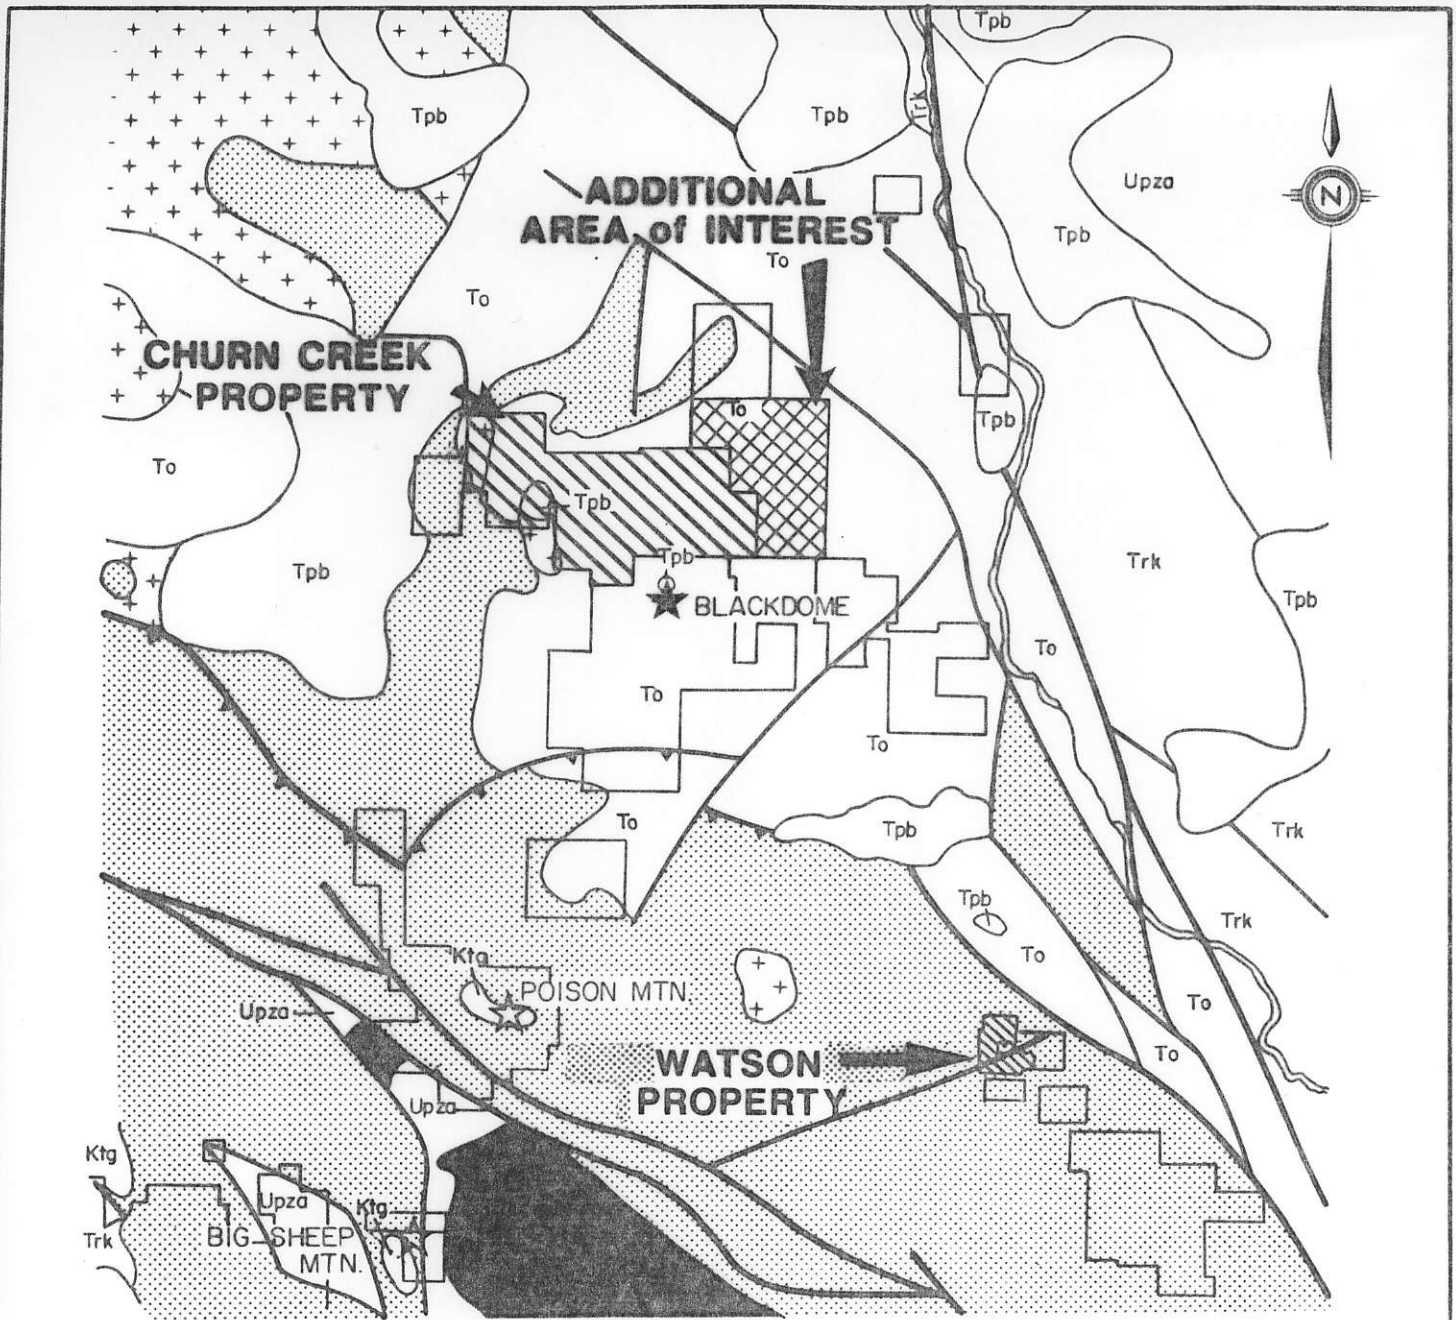 Tpb
Tpb
Tpb
Trk
ADDITIONAL
AREA of INTEREST
Upza
N
Tpb
To
To
CHURN CREEK
PROPERTY
To
Tpb
To
Tpb
Tpb
Trk
Tpb
Tpb
BLACKDOME
To
To
To
To
Tpb
Trk
Tpb
Trk
To
Ktg
POISON MTN.
To
Upza
WATSON
PROPERTY
To
Upza
Ktg
Upza
Ktg
Trk
BIG SHEEP
MTN.